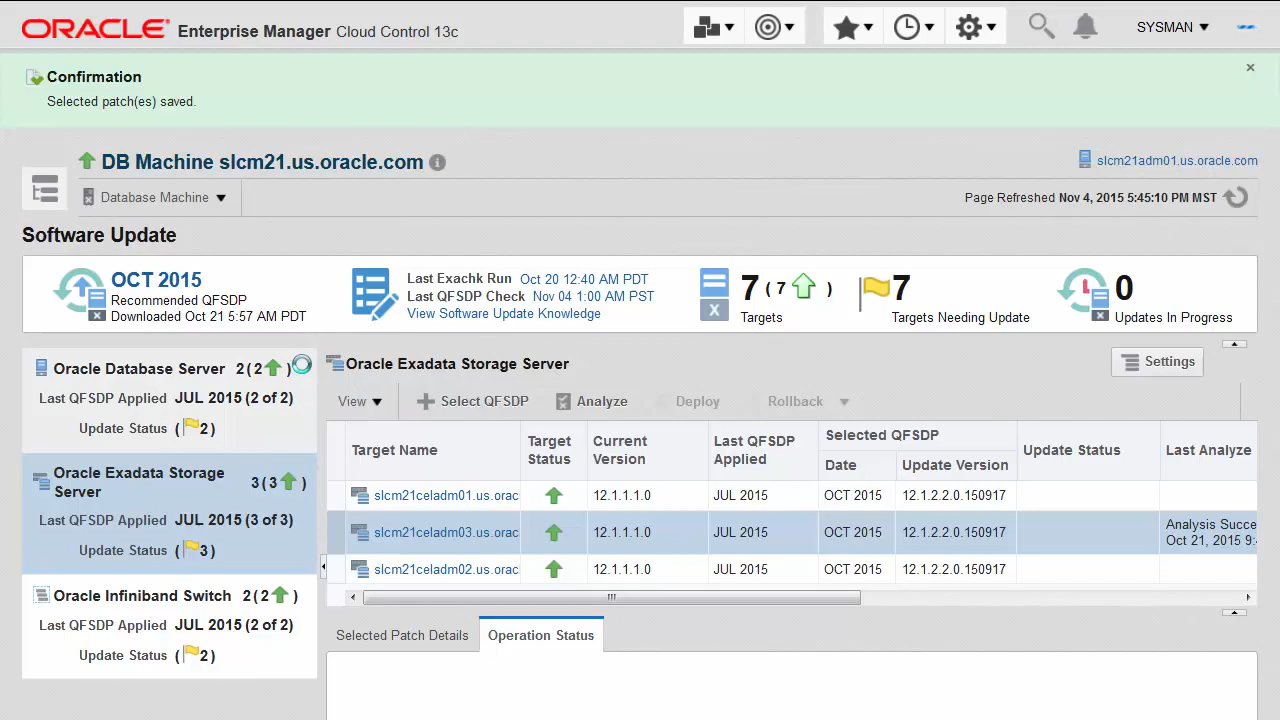 ORACLE Enterprise Manager Cloud Control 13c
SYSMAN
Confirmation
Selected patch(es) saved.
DB Machine slcm21.us.oracle.com
slcm21adm01.us.oracle.com
Database Machine
Page Refreshed Nov 4, 2015 5:45:10 PM MST
Software Update
OCT 2015
Recommended QFSDP
Downloaded Oct 21 5:57 AM PDT
Last Exachk Run Oct 20 12:40 AM PDT
Last QFSDP Check Nov 04 1:00 AM PST
View Software Update Knowledge
7 ( 7 )
Targets
7
Targets Needing Update
0
Updates In Progress
Oracle Database Server 2 ( 2 )
Last QFSDP Applied JUL 2015 (2 of 2)
Update Status ( 2 )
Oracle Exadata Storage
Server 3 ( 3 )
Last QFSDP Applied JUL 2015 (3 of 3)
Update Status ( 3 )
Oracle Infiniband Switch 2 ( 2 )
Last QFSDP Applied JUL 2015 (2 of 2)
Update Status ( 2 )
Oracle Exadata Storage Server
Settings
View Select QFSDP Analyze Deploy Rollback
Target Name
Target
Status
Current
Version
Last QFSDP
Applied
Selected QFSDP
Date Update Version
Update Status
Last Analyze
slcm21celadm01.us.orac 12.1.1.1.0 JUL 2015 OCT 2015 12.1.2.2.0.150917
slcm21celadm03.us.orac 12.1.1.1.0 JUL 2015 OCT 2015 12.1.2.2.0.150917
Analysis Succe
Oct 21, 2015 9:
slcm21celadm02.us.orac 12.1.1.1.0 JUL 2015 OCT 2015 12.1.2.2.0.150917
Selected Patch Details Operation Status